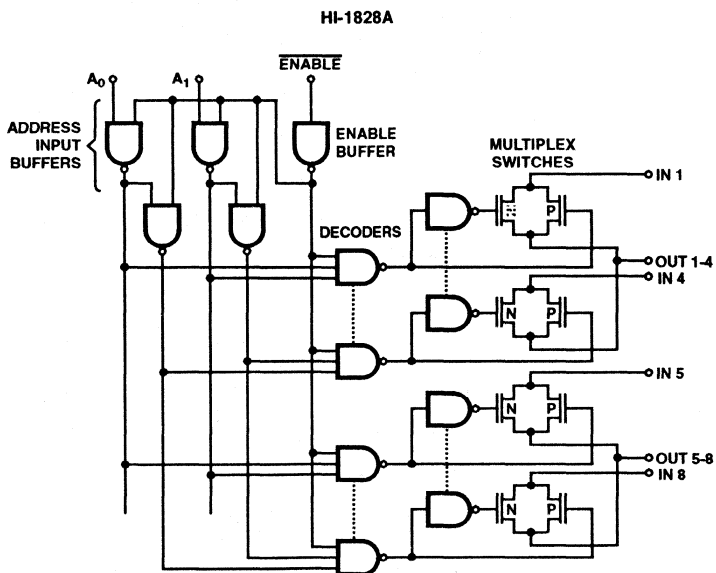 HI-1828A
A0
A1
ENABLE
ADDRESS
INPUT
BUFFERS
ENABLE
BUFFER
MULTIPLEX
SWITCHES
IN 1
P
DECODERS
OUT 1-4
IN 4
N P
IN 5
N P
OUT 5-8
IN 8
N P